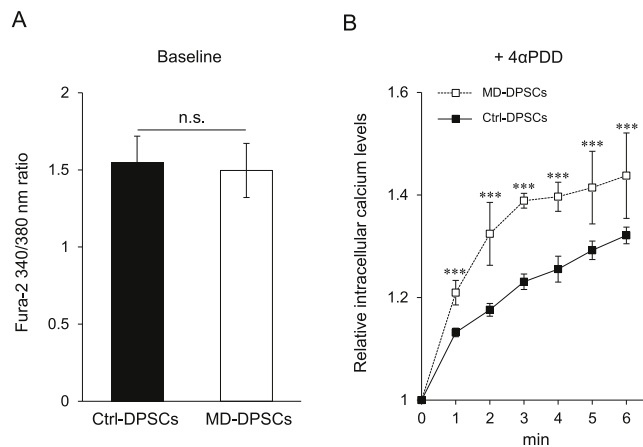 A
Baseline
Fura-2 340/380 nm ratio
2
1.5
1
0.5
0
n.s.
Ctrl-DPSCs
MD-DPSCs
B
+ 4αPDD
Relative intracellular calcium levels
1.6
1.4
1.2
1
MD-DPSCs
Ctrl-DPSCs
***
***
***
***
***
***
0 1 2 3 4 5 6
min